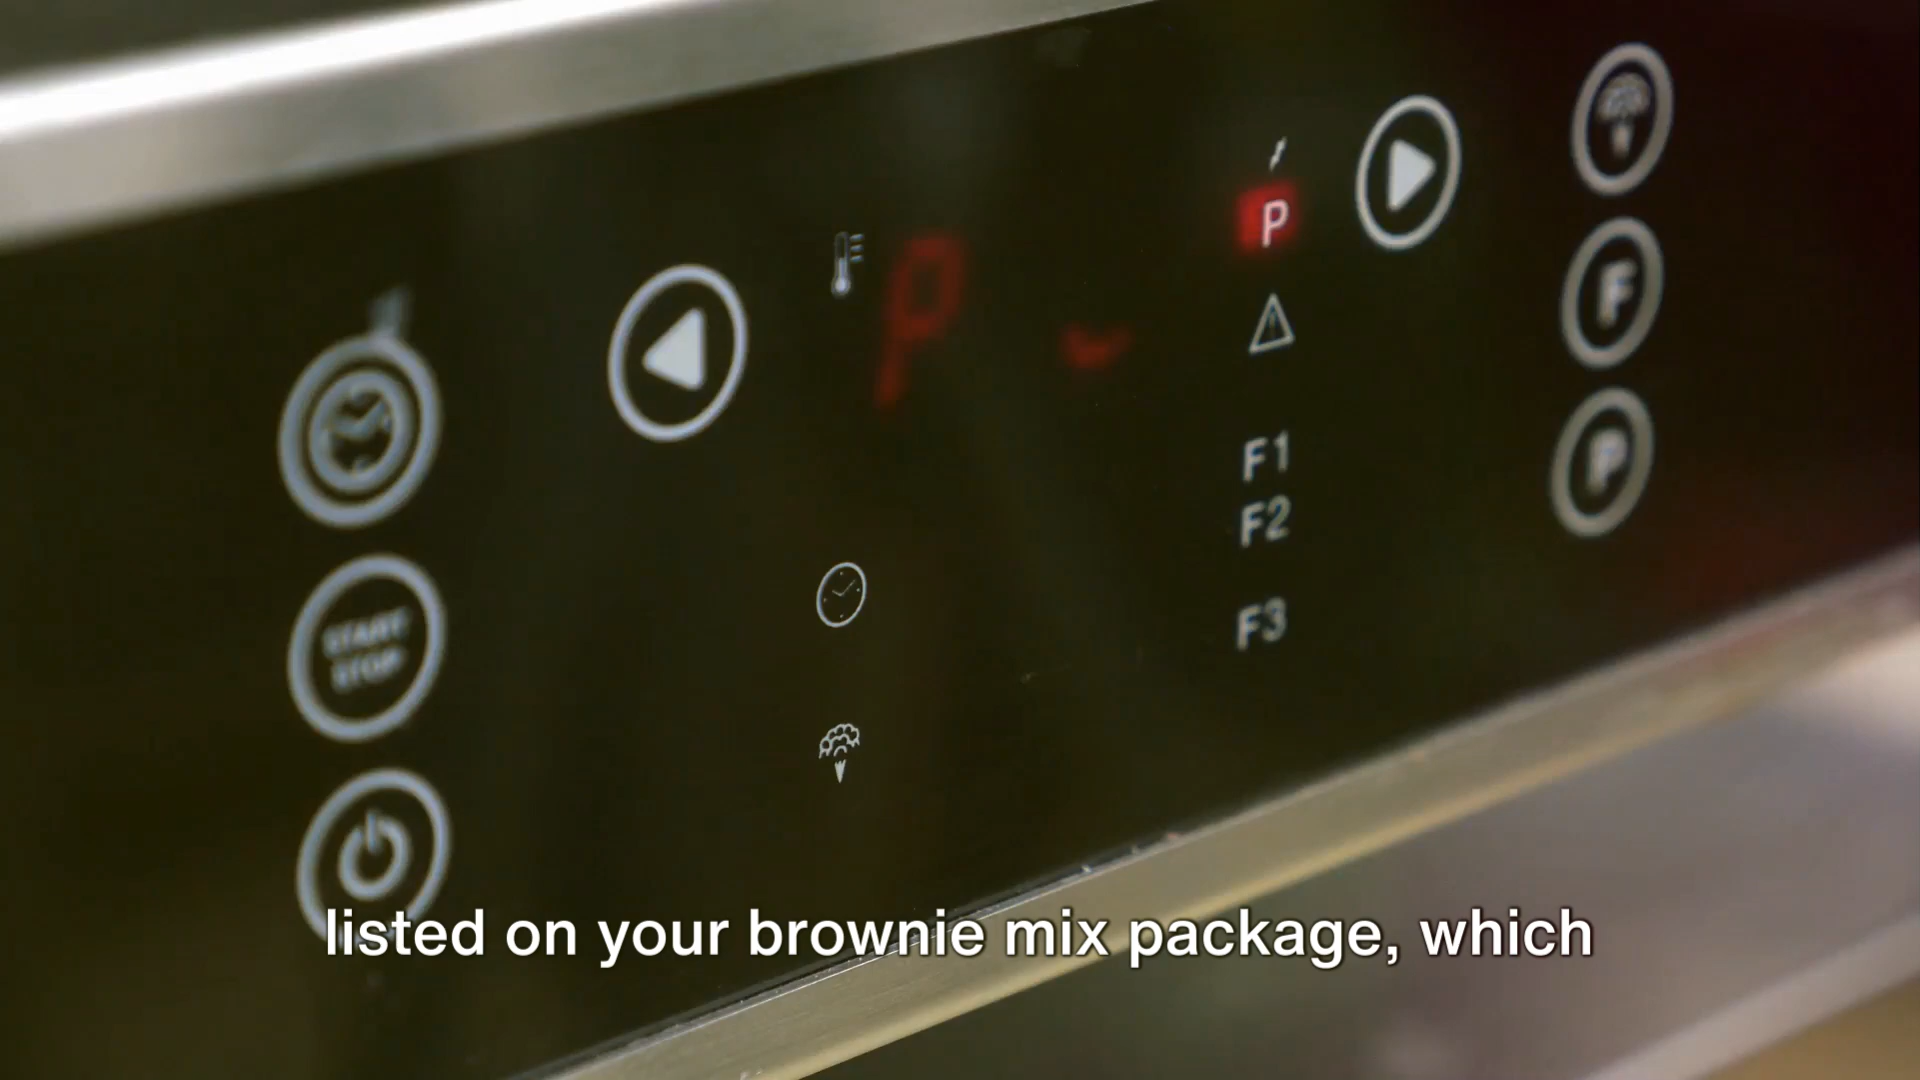 P
P
F
P
F1
F2
F3
START
STOP
listed on your brownie mix package, which